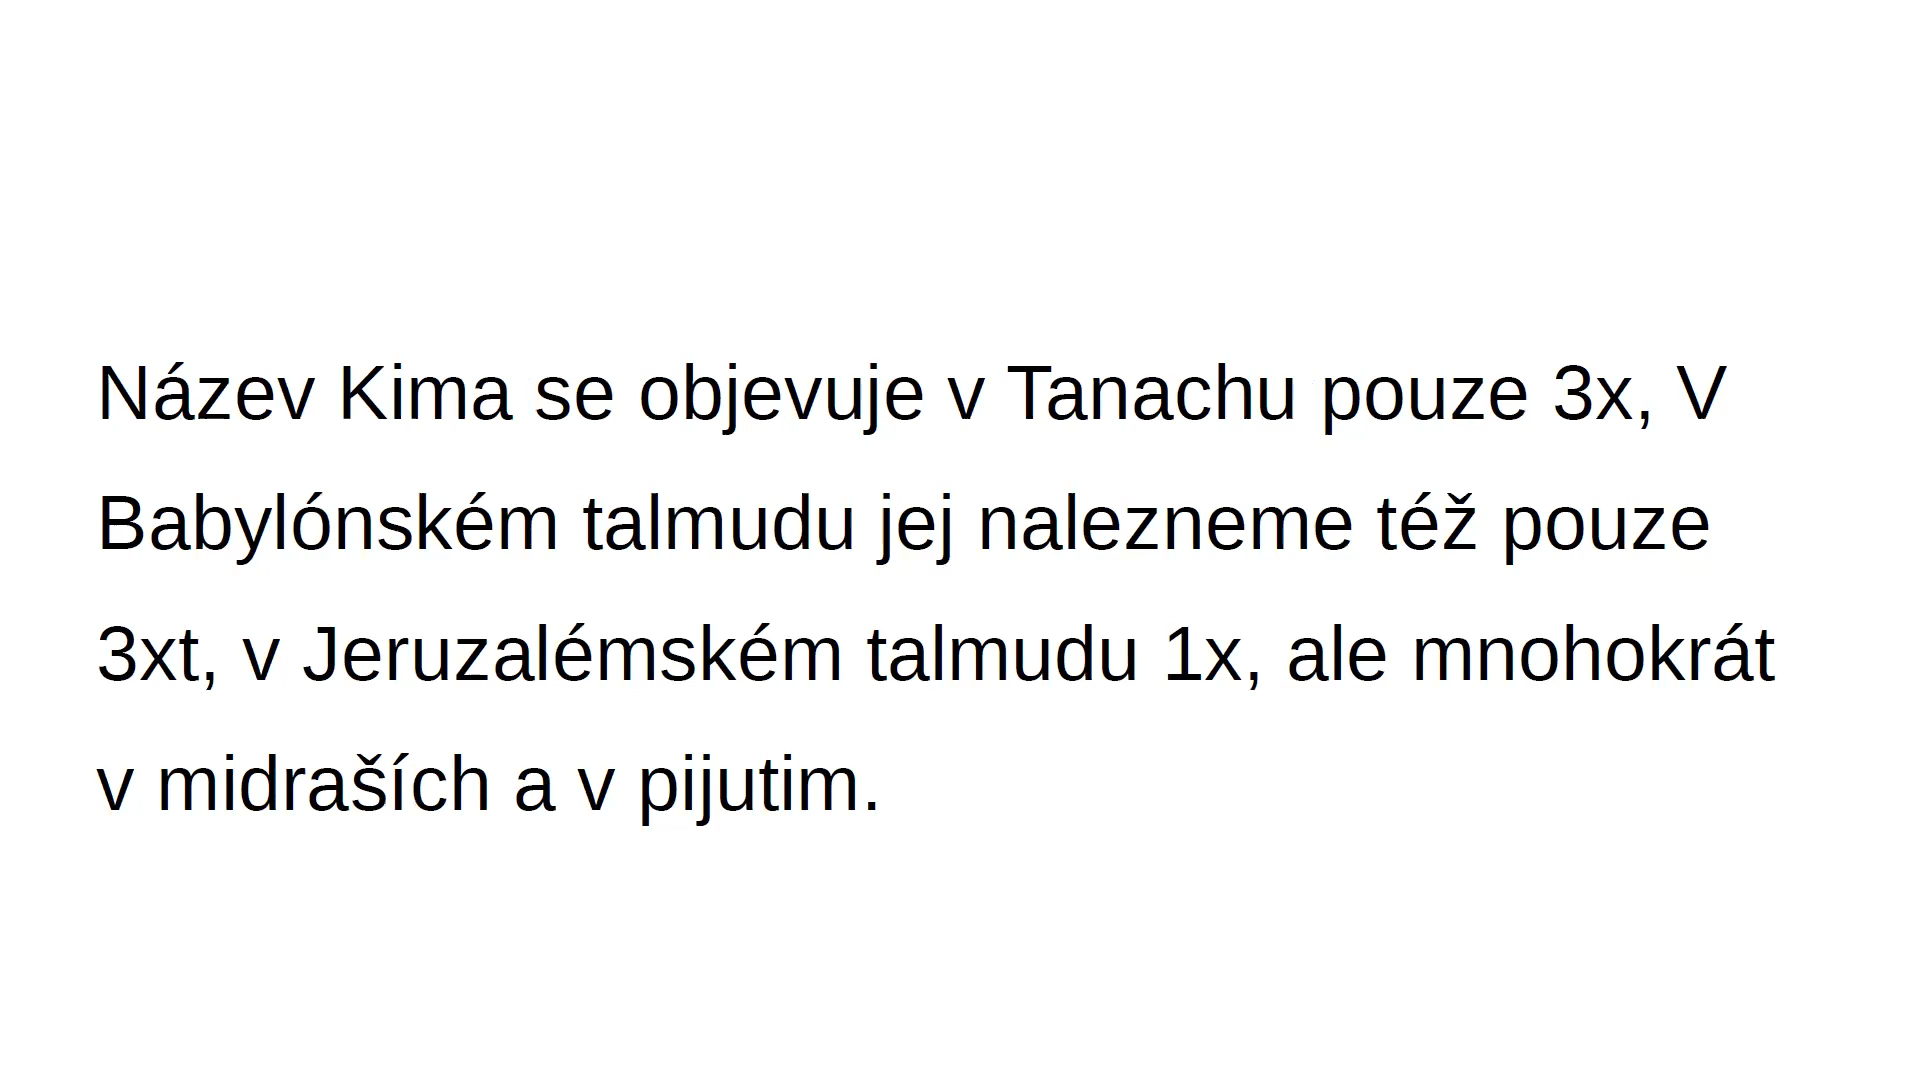 Název Kima se objevuje v Tanachu pouze 3x, V
Babylónském talmudu jej nalezneme též pouze
3xt, v Jeruzalémském talmudu 1x, ale mnohokrát
v midraších a v pijutim.